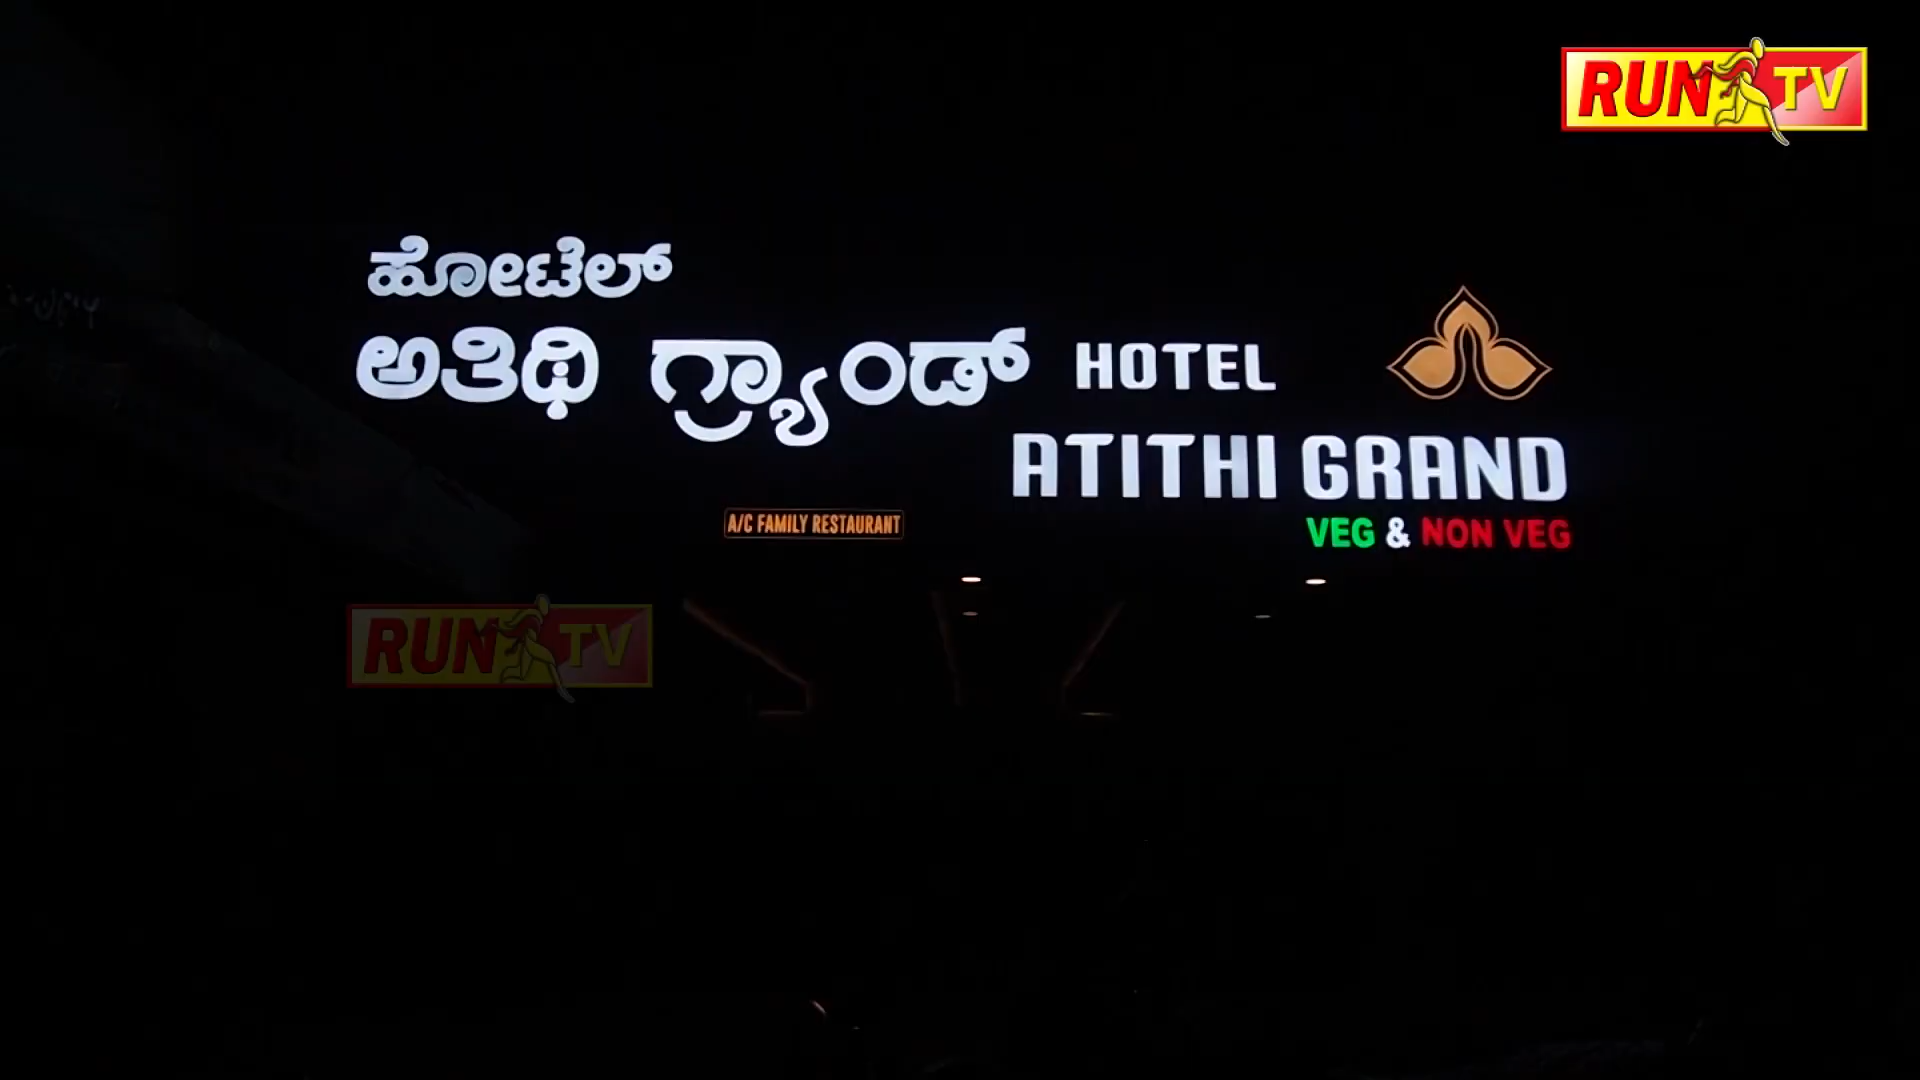 RUN TV
ಹೋಟೆಲ್
ಅತಿಥಿ ಗ್ರ್ಯಾಂಡ್
HOTEL
ATITHI GRAND
A/C FAMILY RESTAURANT
VEG & NON VEG
RUN TV